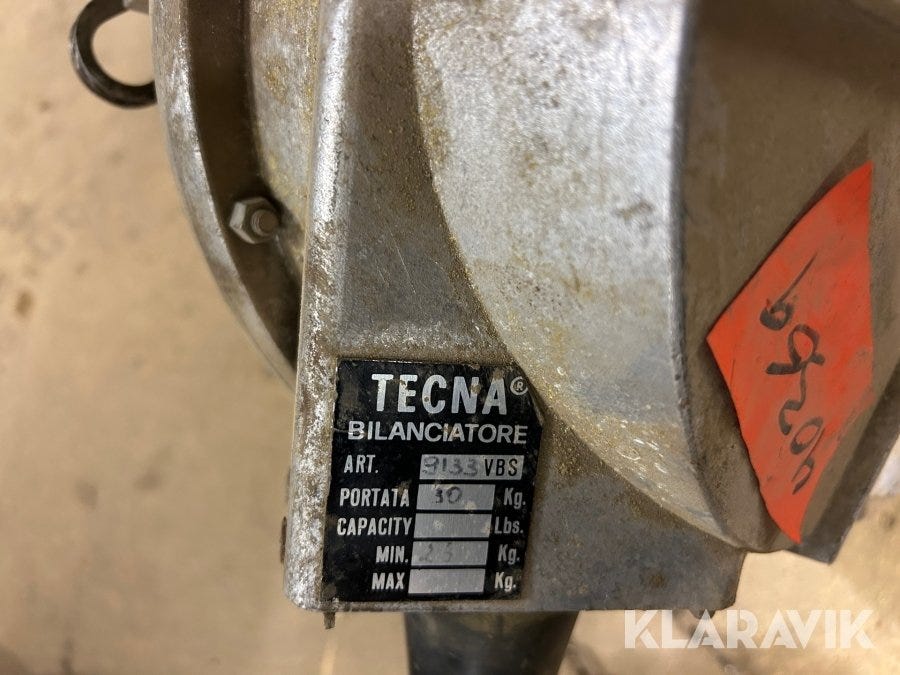 TECNA®
BILANCIATORE
ART. 9133 VBS
PORTATA 30 Kg.
CAPACITY Lbs.
MIN. Kg.
MAX Kg.
KLARAVIK